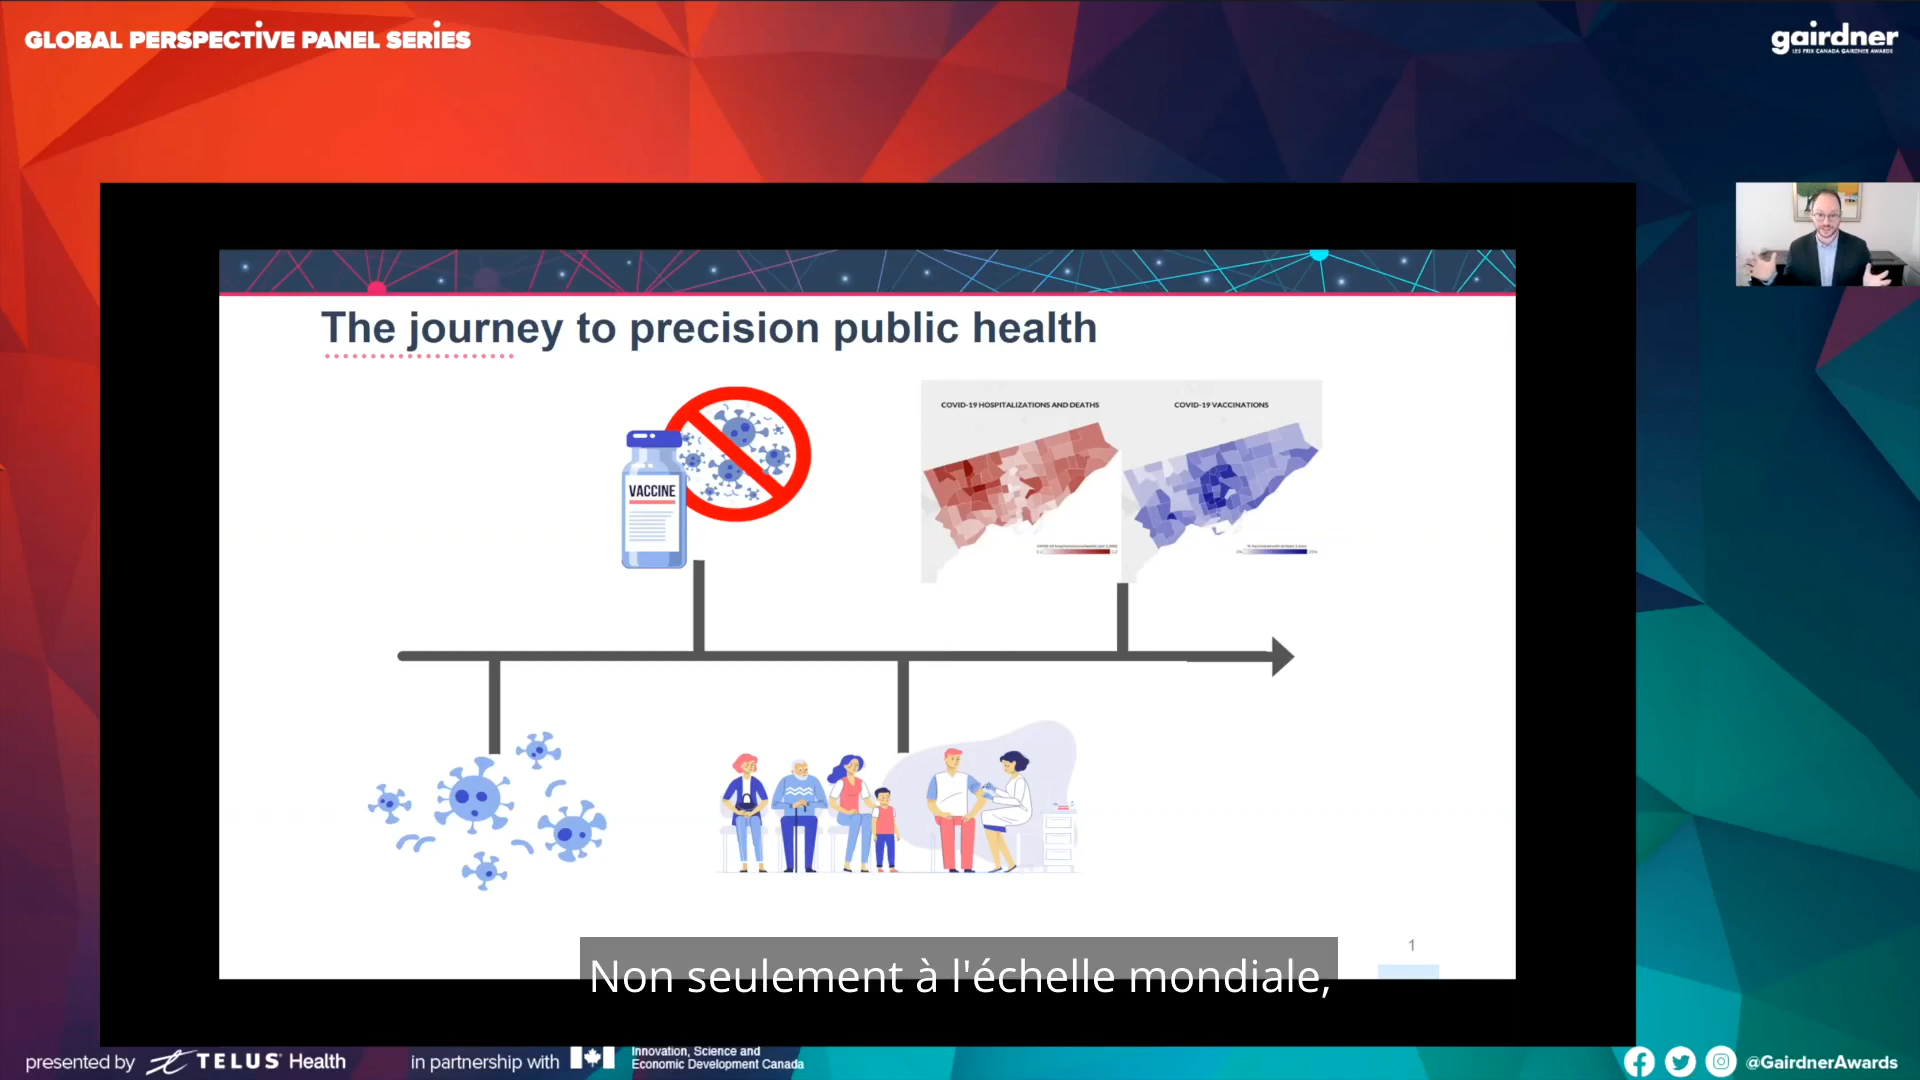 GLOBAL PERSPECTIVE PANEL SERIES
gairdner
LES PRIX CANADA GAIRDNER AWARDS
The journey to precision public health
VACCINE
COVID-19 HOSPITALIZATIONS AND DEATHS
COVID-19 VACCINATIONS
1
Non seulement à l'échelle mondiale,
presented by TELUS Health
in partnership with
Innovation, Science and
Economic Development Canada
@GairdnerAwards